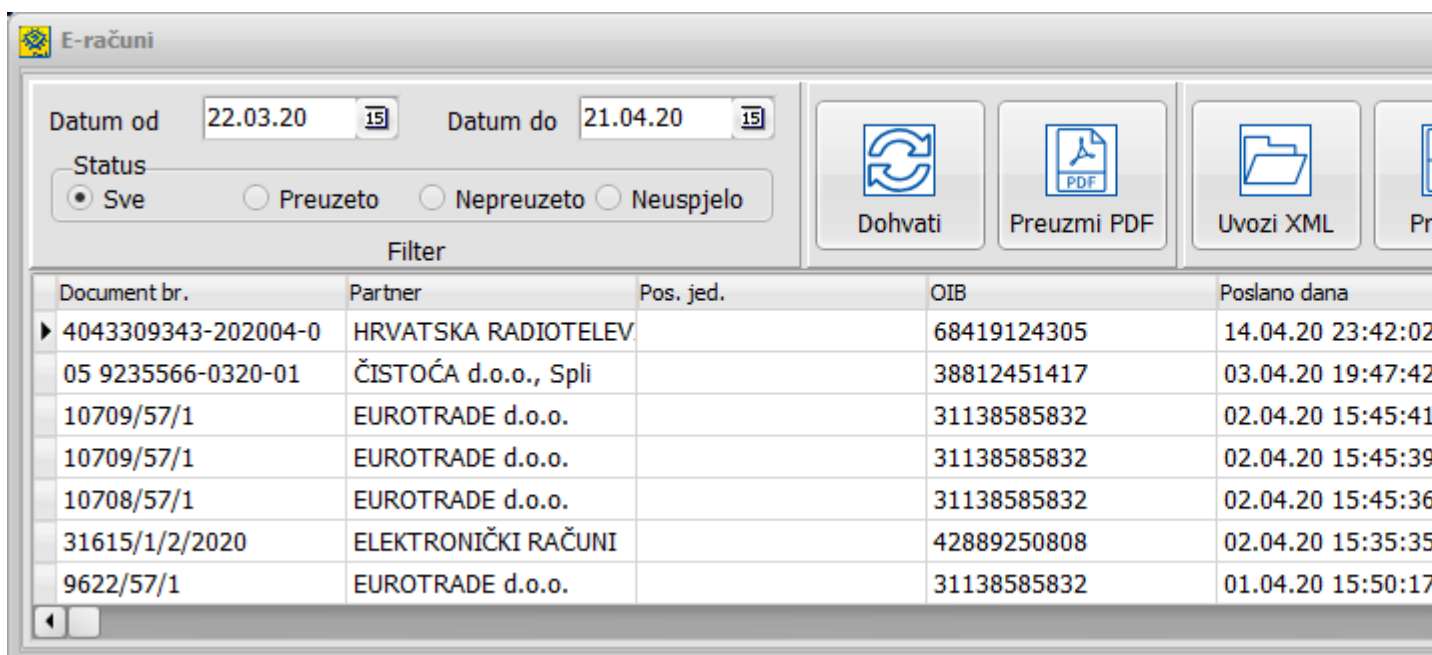 E-računi
Datum od 22.03.20 15 Datum do 21.04.20 15
Status
Sve Preuzeto Nepreuzeto Neuspjelo
Filter
PDF
Dohvati Preuzmi PDF Uvozi XML Pr
Document br. Partner Pos. jed. OIB Poslano dana
4043309343-202004-0 HRVATSKA RADIOTELEV 68419124305 14.04.20 23:42:02
05 9235566-0320-01 ČISTOĆA d.o.o., Spli 38812451417 03.04.20 19:47:42
10709/57/1 EUROTRADE d.o.o. 31138585832 02.04.20 15:45:41
10709/57/1 EUROTRADE d.o.o. 31138585832 02.04.20 15:45:39
10708/57/1 EUROTRADE d.o.o. 31138585832 02.04.20 15:45:36
31615/1/2/2020 ELEKTRONIČKI RAČUNI 42889250808 02.04.20 15:35:35
9622/57/1 EUROTRADE d.o.o. 31138585832 01.04.20 15:50:17